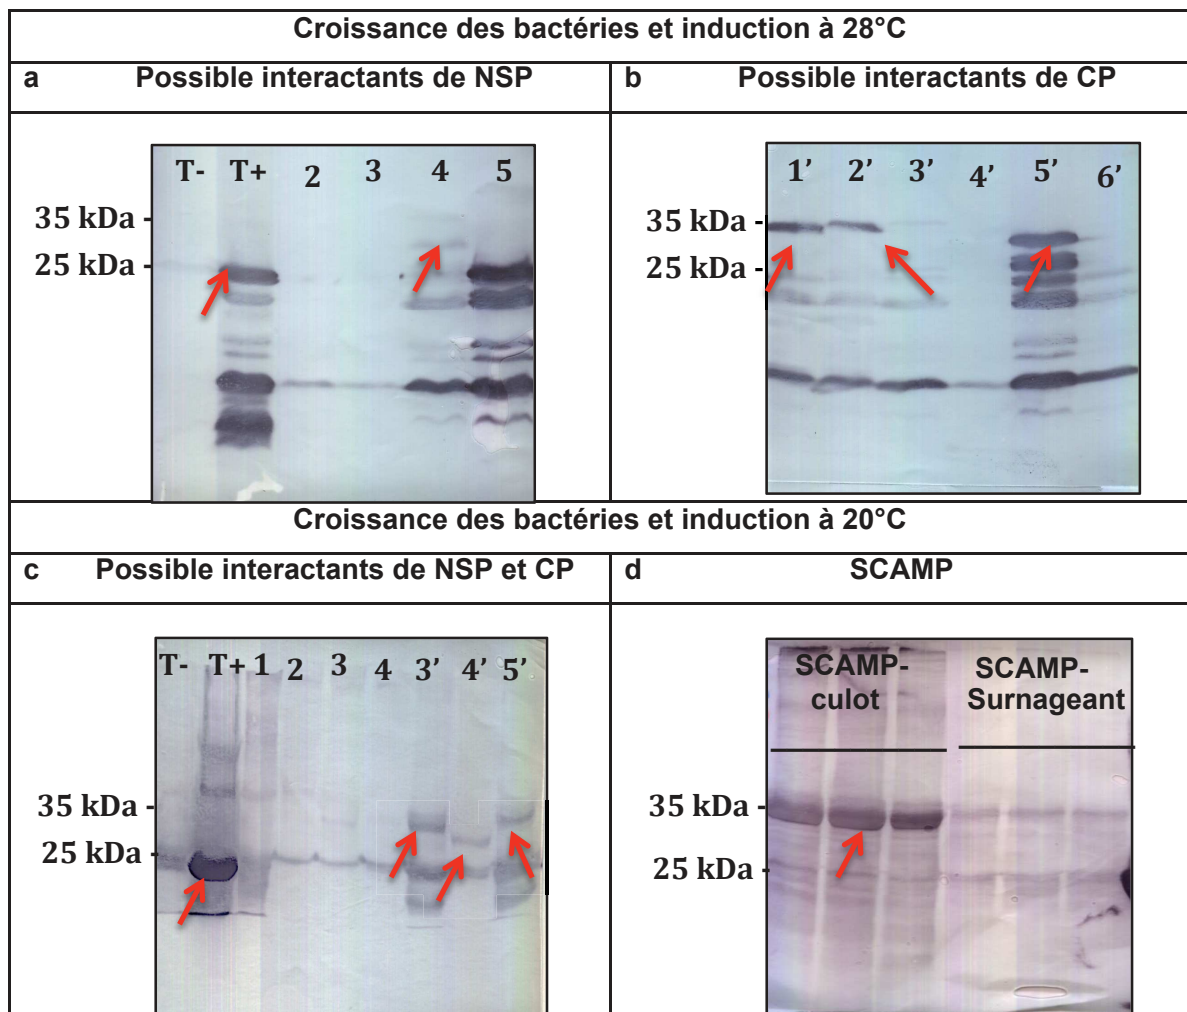 Croissance des bactéries et induction à 28°C
a Possible interactants de NSP
b Possible interactants de CP
T- T+ 2 3 4 5
35 kDa -
25 kDa -
1’ 2’ 3’ 4’ 5’ 6’
35 kDa -
25 kDa -
Croissance des bactéries et induction à 20°C
c Possible interactants de NSP et CP
d SCAMP
T- T+ 1 2 3 4 3’ 4’ 5’
35 kDa -
25 kDa -
SCAMP-
culot
SCAMP-
Surnageant
35 kDa -
25 kDa -